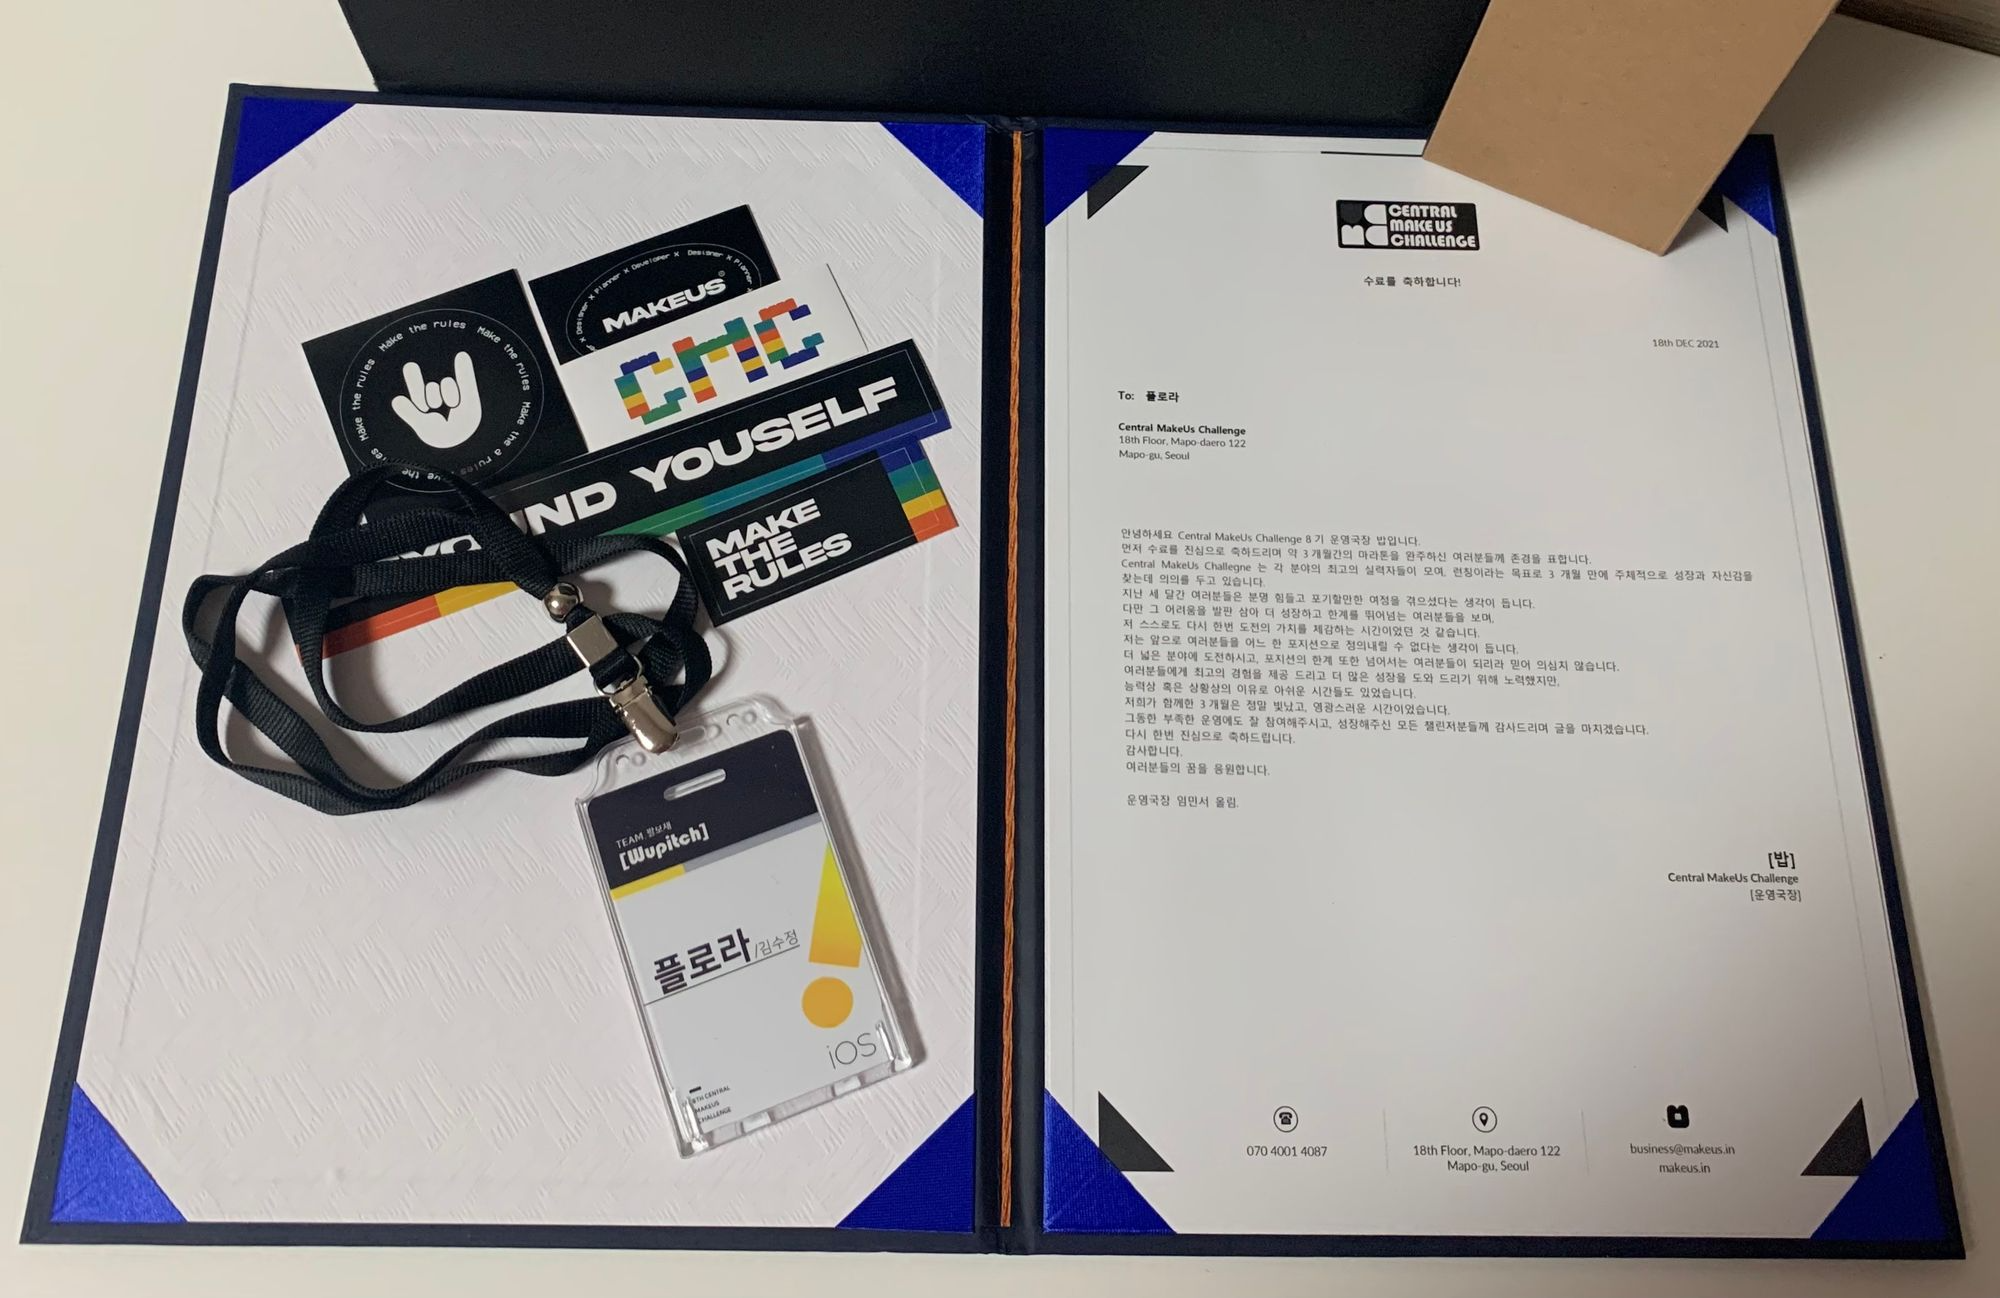 Make the rules Make the rules Make the a rules
Designer X Planner X Developer X Designer X Planner
MAKEUS
CMC
YOUSELF
MAKE
THE
RULES
TEAM.팔보채
[Wupitch]
플로라/김수정
iOS
8TH CENTRAL
MAKEUS
CHALLENGE
CENTRAL
MAKE US
CHALLENGE
수료를 축하합니다!
18th DEC 2021
To: 플로라
Central MakeUs Challenge
18th Floor, Mapo-daero 122
Mapo-gu, Seoul
안녕하세요 Central MakeUs Challenge 8기 운영국장 밥입니다.
먼저 수료를 진심으로 축하드리며 약 3개월간의 마라톤을 완주하신 여러분들께 존경을 표합니다.
Central MakeUs Challegne 는 각 분야의 최고의 실력자들이 모여, 런칭이라는 목표로 3 개월 만에 주체적으로 성장과 자신감을
찾는데 의의를 두고 있습니다.
지난 세 달간 여러분들은 분명 힘들고 포기할만한 여정을 겪으셨다는 생각이 듭니다.
다만 그 어려움을 발판 삼아 더 성장하고 한계를 뛰어넘는 여러분들을 보며,
저 스스로도 다시 한번 도전의 가치를 체감하는 시간이었던 것 같습니다.
저는 앞으로 여러분들을 어느 한 포지션으로 정의내릴 수 없다는 생각이 듭니다.
더 넓은 분야에 도전하시고, 포지션의 한계 또한 넘어서는 여러분들이 되리라 믿어 의심치 않습니다.
여러분들에게 최고의 경험을 제공 드리고 더 많은 성장을 도와 드리기 위해 노력했지만,
능력상 혹은 상황상의 이유로 아쉬운 시간들도 있었습니다.
저희가 함께한 3개월은 정말 빛났고, 영광스러운 시간이었습니다.
그동한 부족한 운영에도 잘 참여해주시고, 성장해주신 모든 챌린저분들께 감사드리며 글을 마치겠습니다.
다시 한번 진심으로 축하드립니다.
감사합니다.
여러분들의 꿈을 응원합니다.
운영국장 임민서 올림.
[밥]
Central MakeUs Challenge
[운영국장]
070 4001 4087
18th Floor, Mapo-daero 122
Mapo-gu, Seoul
business@makeus.in
makeus.in